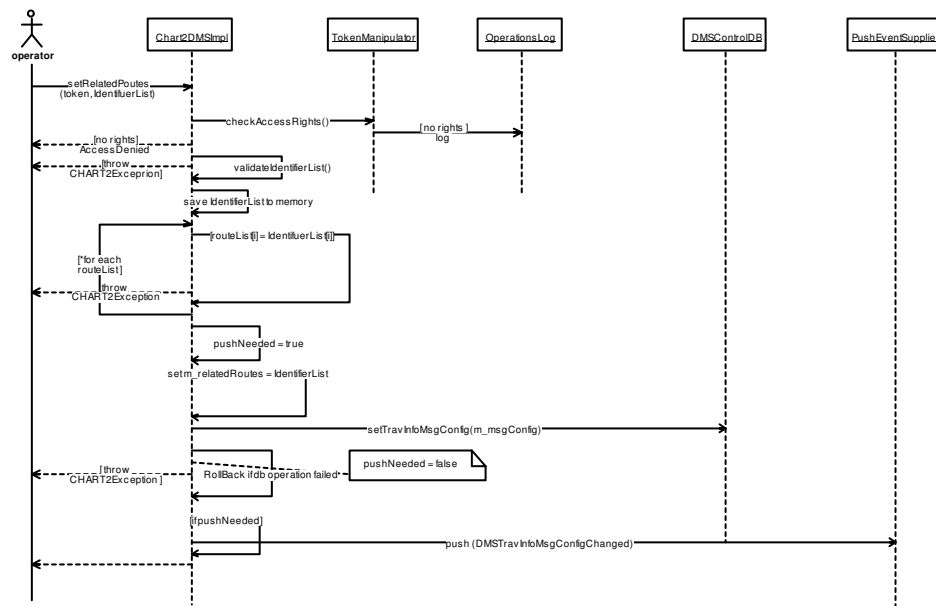 Chart2DMSImpl
TokenManipulator
OperationsLog
DMSControlDB
PushEventSupplier
operator
setRelatedPoutes
(token,IdentifuerList)
checkAccessRights()
[no rights ]
log
[no rights]
AccessDenied
[throw
CHART2Exceprion]
validateIdentifierList()
save IdentifierList to memory
[routeList[i] = IdentifuerList[i]]
[*for each
routeList]
throw
CHART2Exception
pushNeeded = true
set m_relatedRoutes = IdentifierList
setTravInfoMsgConfig(m_msgConfig)
[throw
CHART2Exception ]
RollBack if db operation failed
pushNeeded = false
[if pushNeeded]
push (DMSTravInfoMsgConfigChanged)